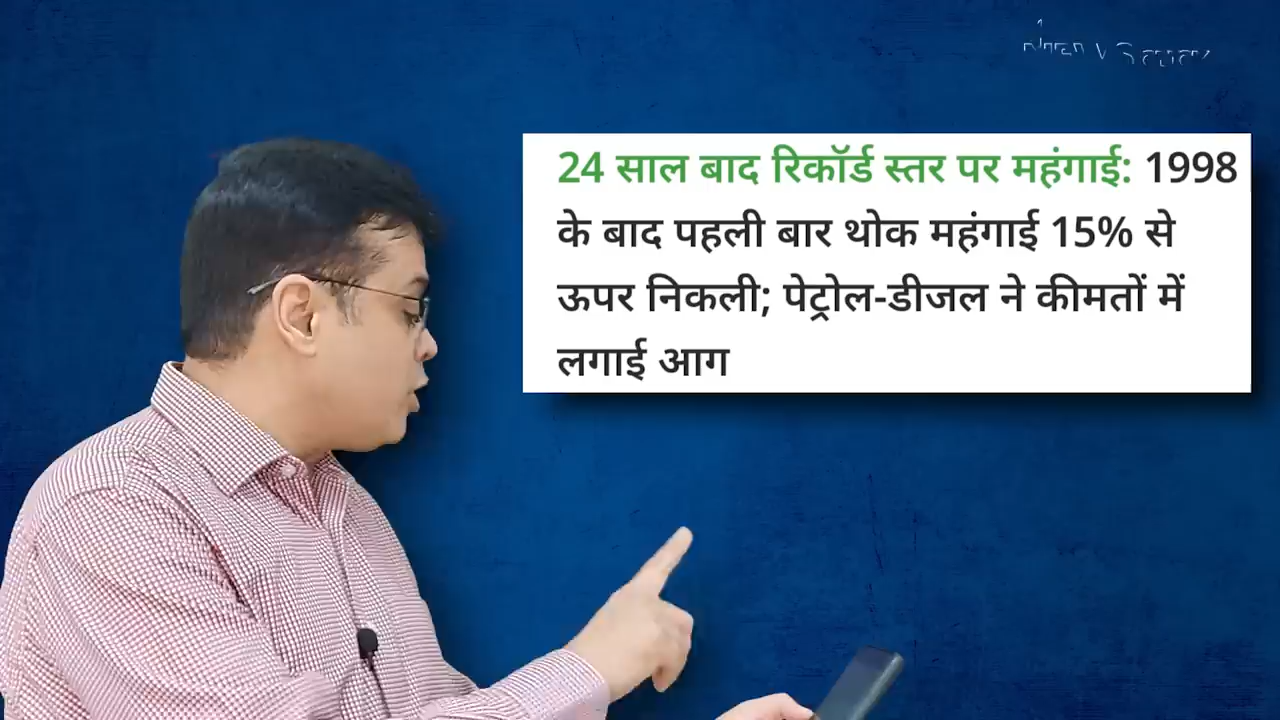 24 साल बाद रिकॉर्ड स्तर पर महंगाई: 1998
के बाद पहली बार थोक महंगाई 15% से
ऊपर निकली; पेट्रोल-डीजल ने कीमतों में
लगाई आग